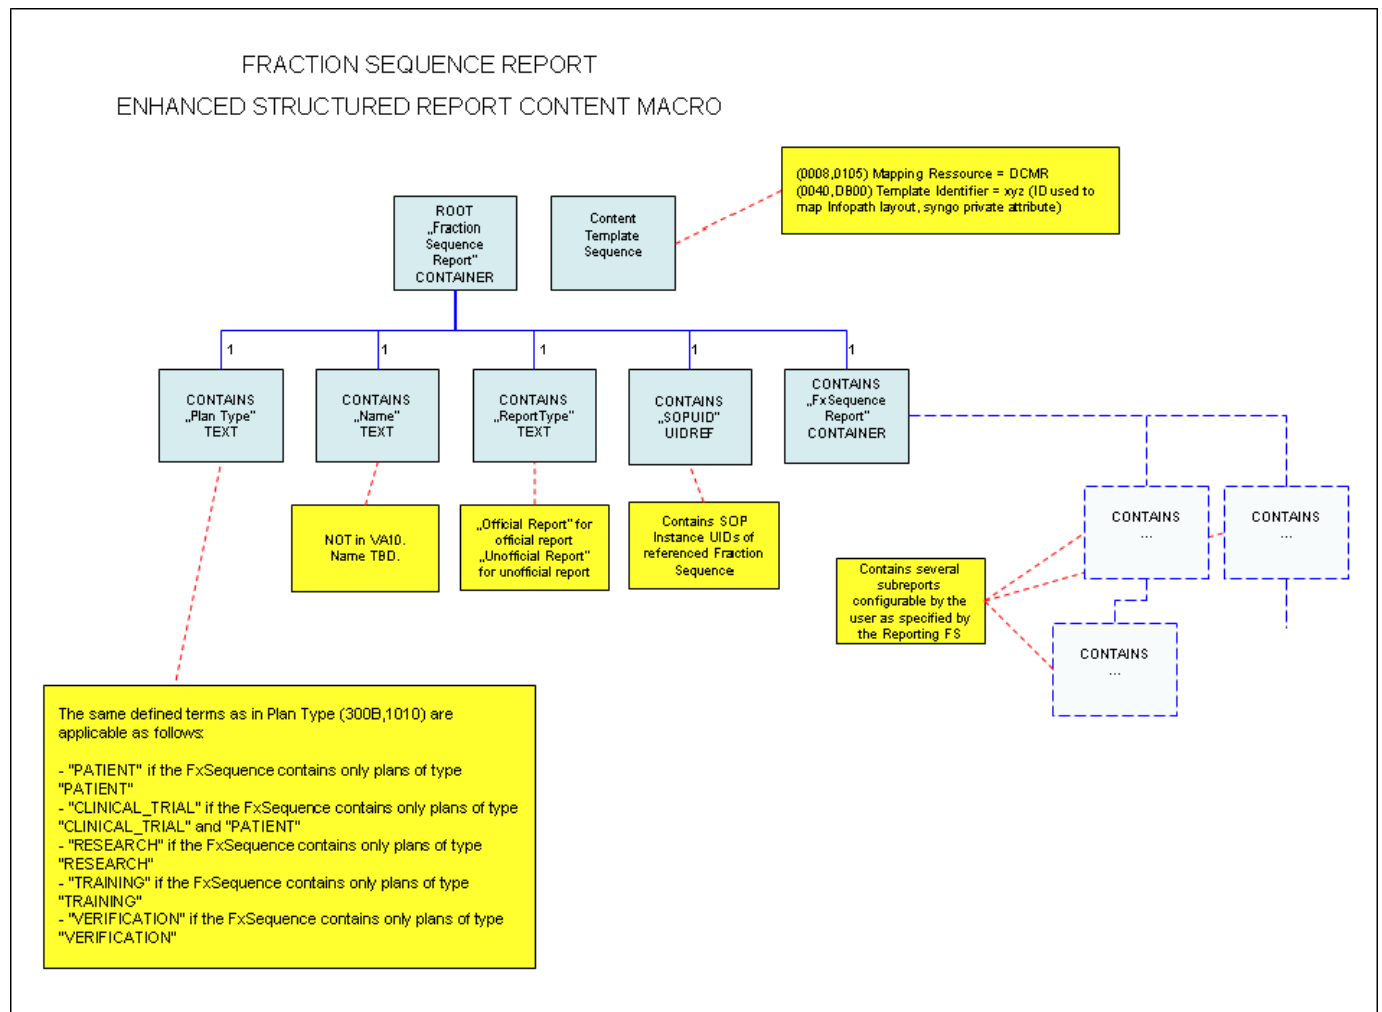 FRACTION SEQUENCE REPORT
ENHANCED STRUCTURED REPORT CONTENT MACRO
(0008,0105) Mapping Ressource = DCMR
(0040,DB00) Template Identifier = xyz (ID used to
map Infopath layout, syngo private attribute)
ROOT
„Fraction
Sequence
Report"
CONTAINER
Content
Template
Sequence
1
1
1
1
1
CONTAINS
„Plan Type"
TEXT
CONTAINS
„Name"
TEXT
CONTAINS
„ReportType"
TEXT
CONTAINS
„SOPUID"
UIDREF
CONTAINS
„FxSequence
Report"
CONTAINER
NOT in VA10.
Name TBD.
„Official Report" for
official report
„Unofficial Report"
for unofficial report
Contains SOP
Instance UIDs of
referenced Fraction
Sequence
CONTAINS
...
CONTAINS
...
Contains several
subreports
configurable by the
user as specified by
the Reporting FS
CONTAINS
...
The same defined terms as in Plan Type (300B,1010) are
applicable as follows:
- "PATIENT" if the FxSequence contains only plans of type
"PATIENT"
- "CLINICAL_TRIAL" if the FxSequence contains only plans of type
"CLINICAL_TRIAL" and "PATIENT"
- "RESEARCH" if the FxSequence contains only plans of type
"RESEARCH"
- "TRAINING" if the FxSequence contains only plans of type
"TRAINING"
- "VERIFICATION" if the FxSequence contains only plans of type
"VERIFICATION"